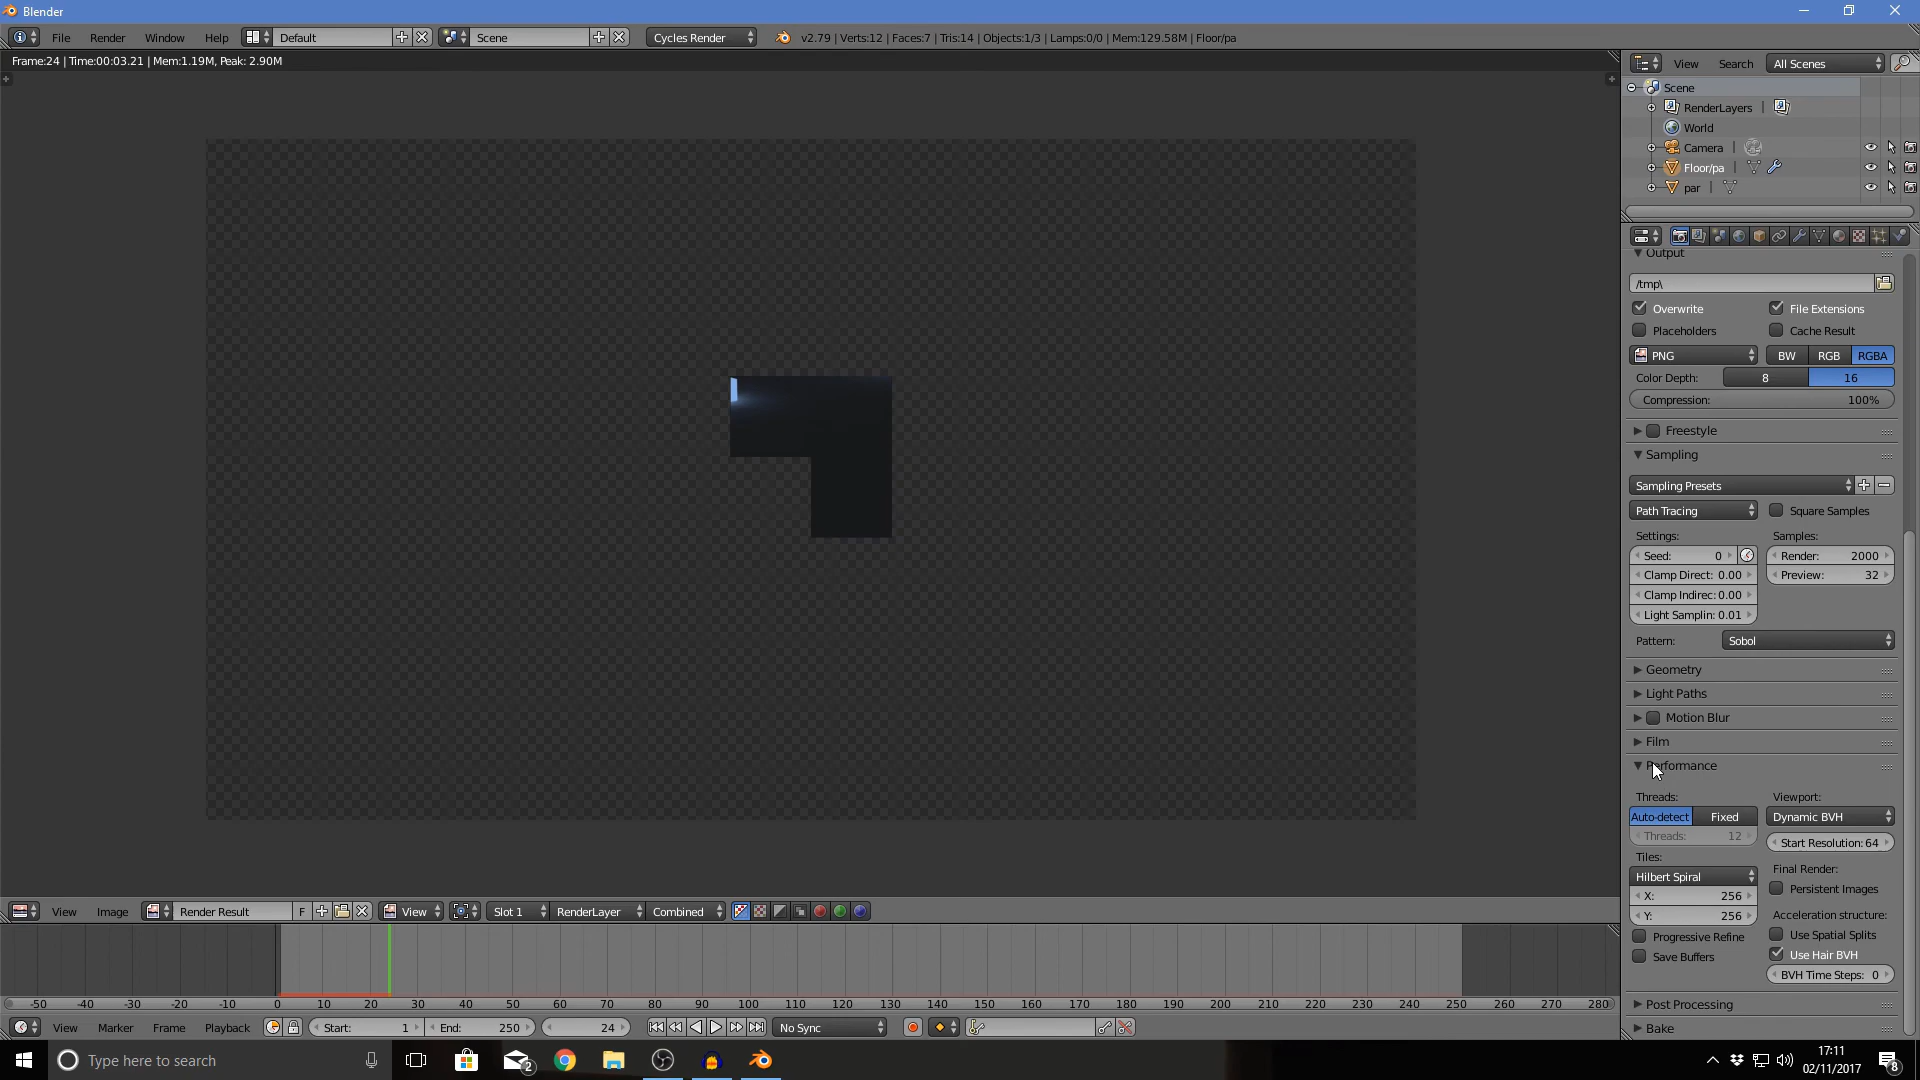 Blender
File Render Window Help Default Scene Cycles Render v2.79 | Verts:12 | Faces:7 | Tris:14 | Objects:1/3 | Lamps:0/0 | Mem:129.58M | Floor/pa
Frame:24 | Time:00:03.21 | Mem:1.19M, Peak: 2.90M
View Search All Scenes
Scene
RenderLayers
World
Camera
Floor/pa
par
Output
/tmp\
Overwrite File Extensions
Placeholders Cache Result
PNG BW RGB RGBA
Color Depth: 8 16
Compression: 100%
Freestyle
Sampling
Sampling Presets
Path Tracing Square Samples
Settings: Samples:
Seed: 0 Render: 2000
Clamp Direct: 0.00 Preview: 32
Clamp Indirec: 0.00
Light Samplin: 0.01
Pattern: Sobol
Geometry
Light Paths
Motion Blur
Film
Performance
Threads: Viewport:
Auto-detect Fixed Dynamic BVH
Threads: 12 Start Resolution: 64
Tiles: Final Render:
Hilbert Spiral Persistent Images
X: 256 Acceleration structure:
Y: 256 Use Spatial Splits
Progressive Refine Use Hair BVH
Save Buffers BVH Time Steps: 0
Post Processing
Bake
View Image Render Result F View Slot 1 RenderLayer Combined
-50 -40 -30 -20 -10 0 10 20 30 40 50 60 70 80 90 100 110 120 130 140 150 160 170 180 190 200 210 220 230 240 250 260 270 280
View Marker Frame Playback Start: 1 End: 250 24 No Sync
Type here to search 2 17:11
02/11/2017 8